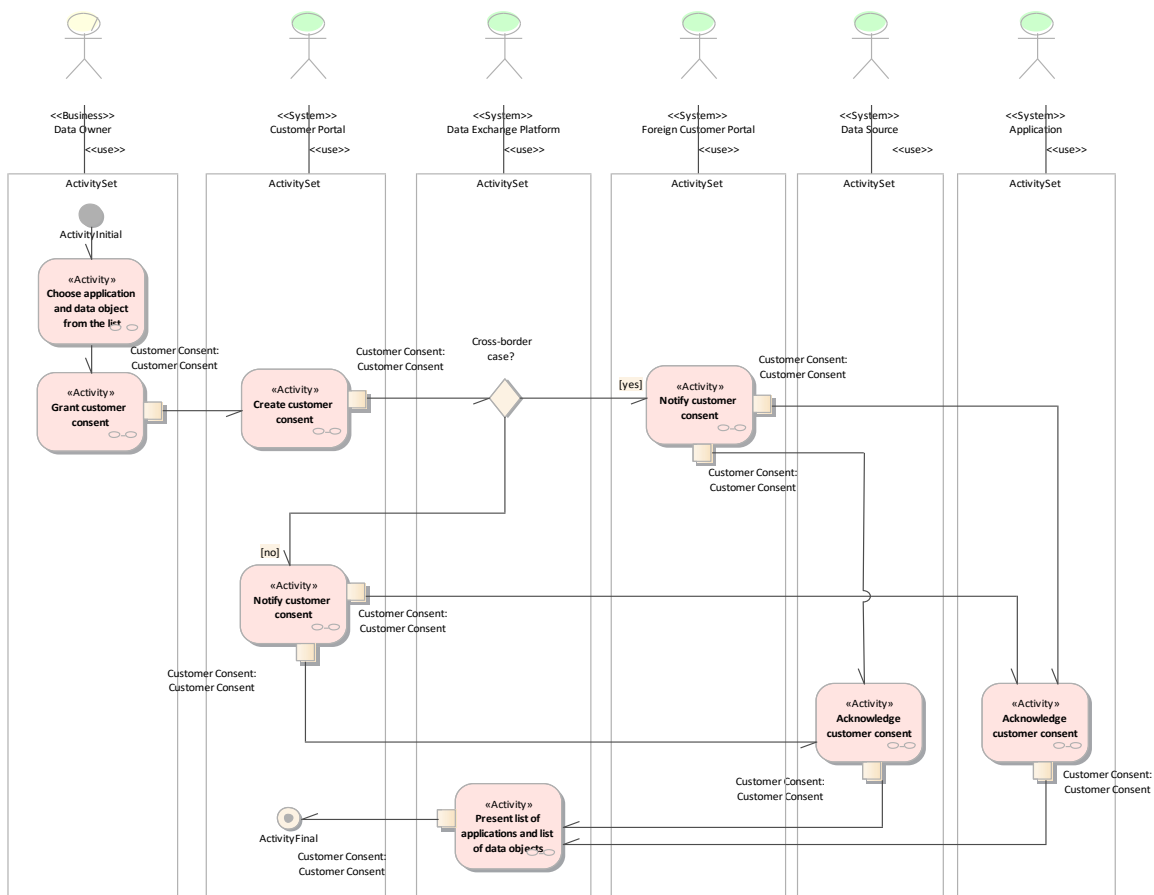 <<Business>>
Data Owner
<<use>>
<<System>>
Customer Portal
<<use>>
<<System>>
Data Exchange Platform
<<use>>
<<System>>
Foreign Customer Portal
<<use>>
<<System>>
Data Source
<<use>>
<<System>>
Application
<<use>>
ActivitySet
ActivitySet
ActivitySet
ActivitySet
ActivitySet
ActivitySet
ActivityInitial
«Activity»
Choose application
and data object
from the list
Customer Consent:
Customer Consent
«Activity»
Grant customer
consent
Customer Consent:
Customer Consent
«Activity»
Create customer
consent
Cross-border
case?
[yes]
Customer Consent:
Customer Consent
«Activity»
Notify customer
consent
Customer Consent:
Customer Consent
[no]
«Activity»
Notify customer
consent
Customer Consent:
Customer Consent
Customer Consent:
Customer Consent
«Activity»
Acknowledge
customer consent
«Activity»
Acknowledge
customer consent
Customer Consent:
Customer Consent
Customer Consent:
Customer Consent
«Activity»
Present list of
applications and list
of data objects
ActivityFinal
Customer Consent:
Customer Consent